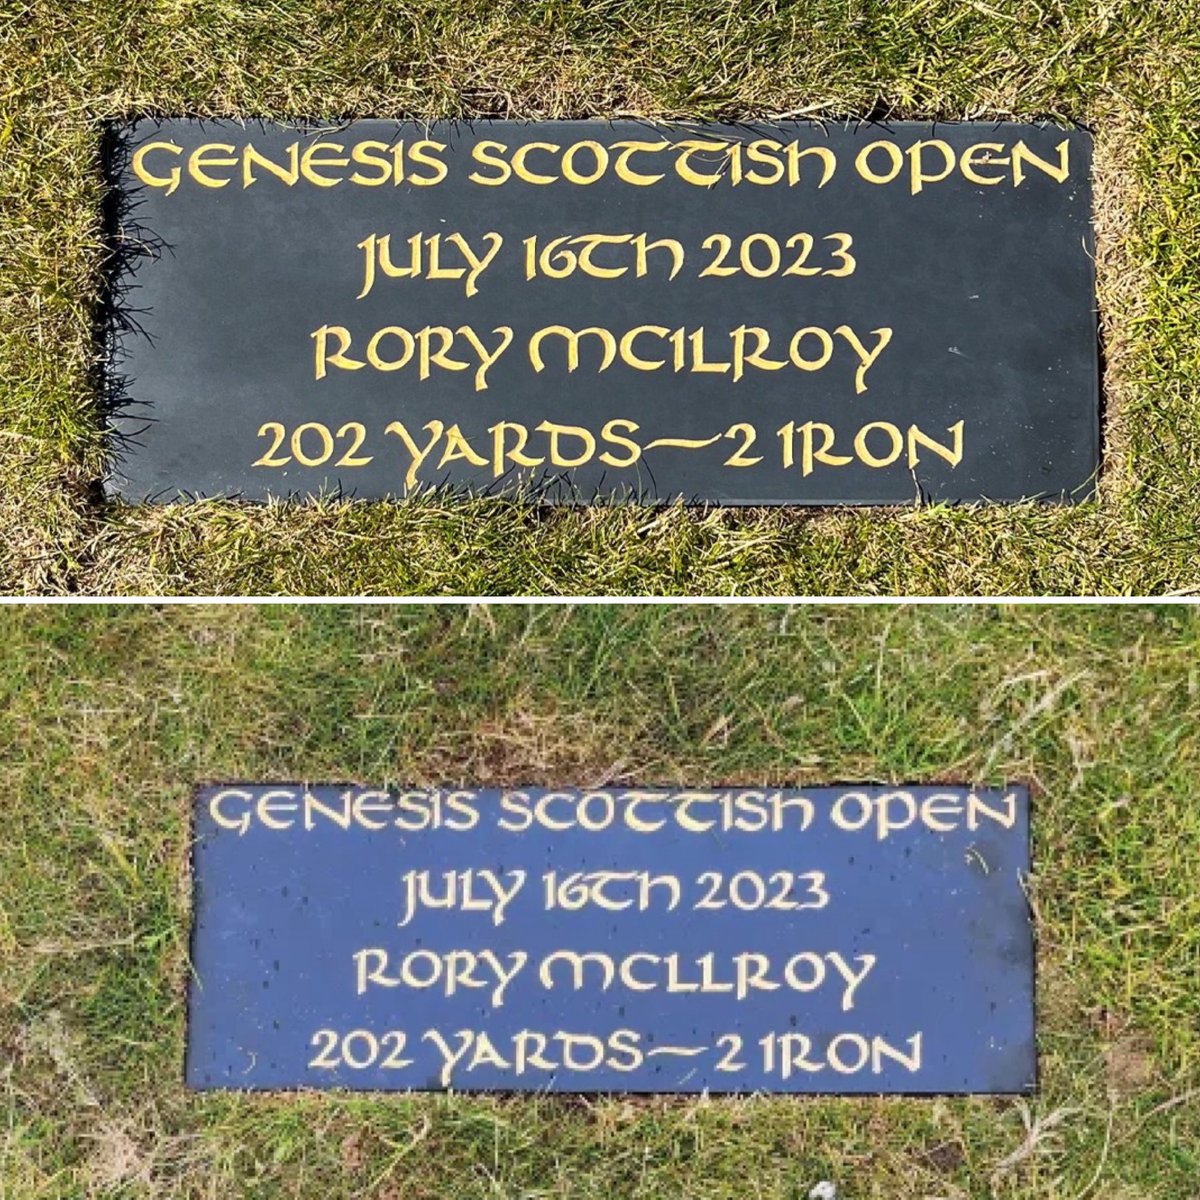 GENESIS SCOTTISH OPEN
JULY 16TH 2023
RORY MCILROY
202 YARDS—2 IRON
GENESIS SCOTTISH OPEN
JULY 16TH 2023
RORY MCLLROY
202 YARDS—2 IRON